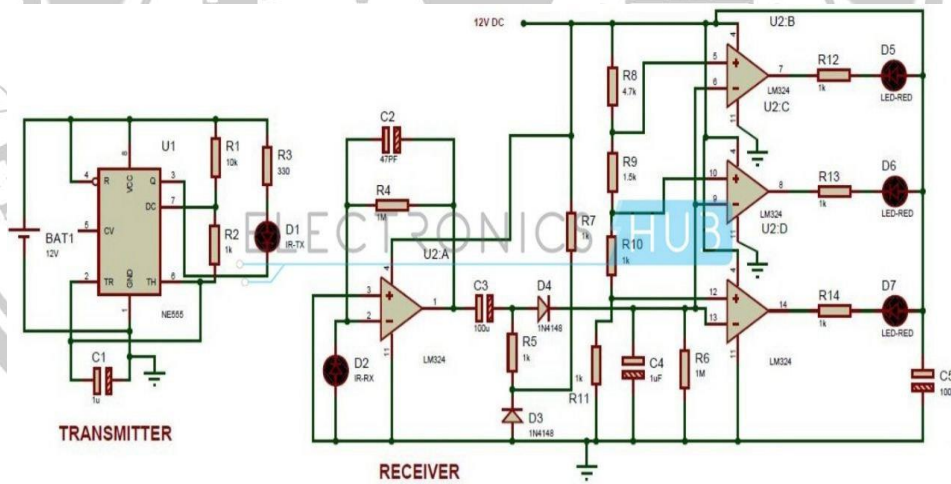 12V DC
U2:B
4
5
6
7
11
LM324
R12
1k
D5
LED-RED
R8
4.7k
U2:C
4
10
9
8
11
LM324
R13
1k
D6
LED-RED
R9
1.5k
U2:D
4
12
13
14
11
LM324
R14
1k
D7
LED-RED
R10
1k
R7
1k
C2
47PF
R4
1M
ELECTRONICS HUB
U2:A
4
3
2
1
11
LM324
C3
100u
D4
1N4148
R5
1k
D3
1N4148
1k
R11
C4
1uF
R6
1M
C5
100
D2
IR-RX
RECEIVER
U1
8
4
5
2
3
7
6
1
R
VCC
Q
DC
CV
TR
GND
TH
NE555
R1
10k
R2
1k
R3
330
D1
IR-TX
BAT1
12V
C1
1u
TRANSMITTER